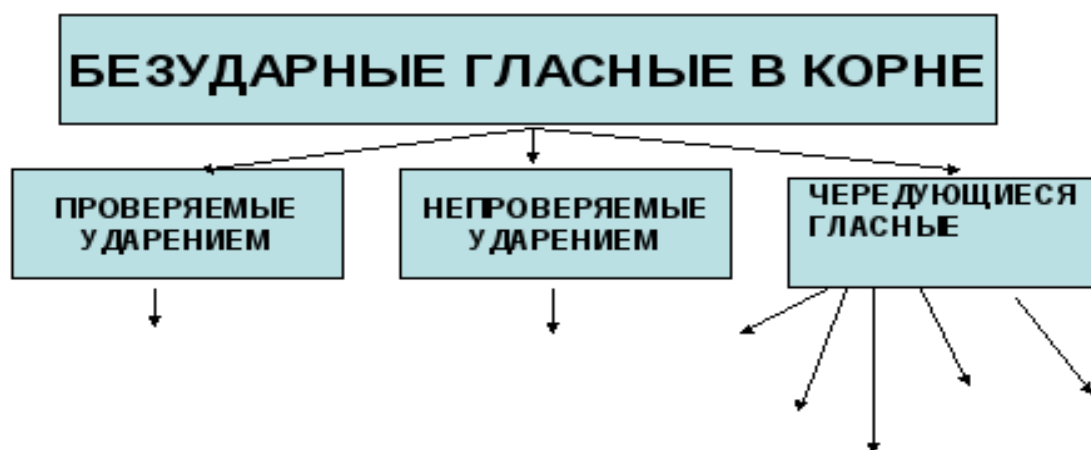 БЕЗУДАРНЫЕ ГЛАСНЫЕ В КОРНЕ
ПРОВЕРЯЕМЫЕ
УДАРЕНИЕМ
НЕПРОВЕРЯЕМЫЕ
УДАРЕНИЕМ
ЧЕРЕДУЮЩИЕСЯ
ГЛАСНЫЕ